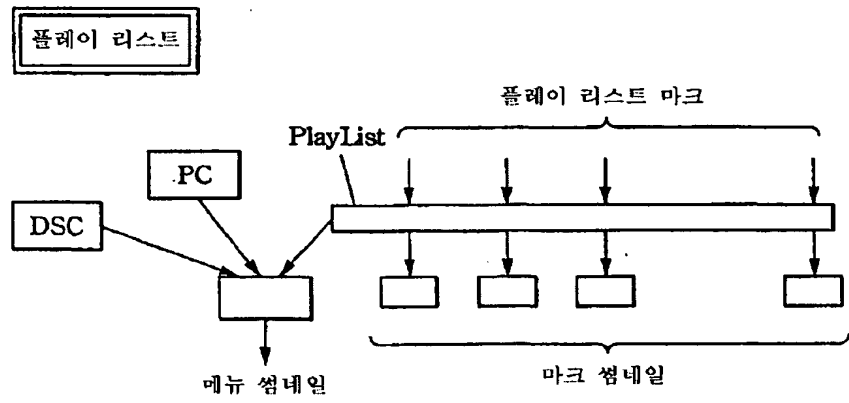 플레이 리스트
플레이 리스트 마크
PlayList
PC
DSC
메뉴 썸네일
마크 썸네일